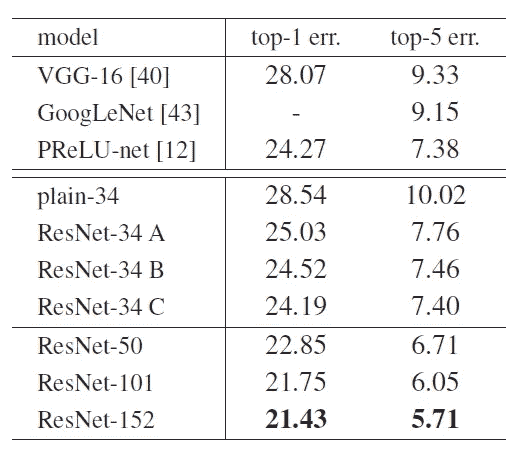 model top-1 err. top-5 err.
VGG-16 [40] 28.07 9.33
GoogLeNet [43] - 9.15
PReLU-net [12] 24.27 7.38
plain-34 28.54 10.02
ResNet-34 A 25.03 7.76
ResNet-34 B 24.52 7.46
ResNet-34 C 24.19 7.40
ResNet-50 22.85 6.71
ResNet-101 21.75 6.05
ResNet-152 21.43 5.71